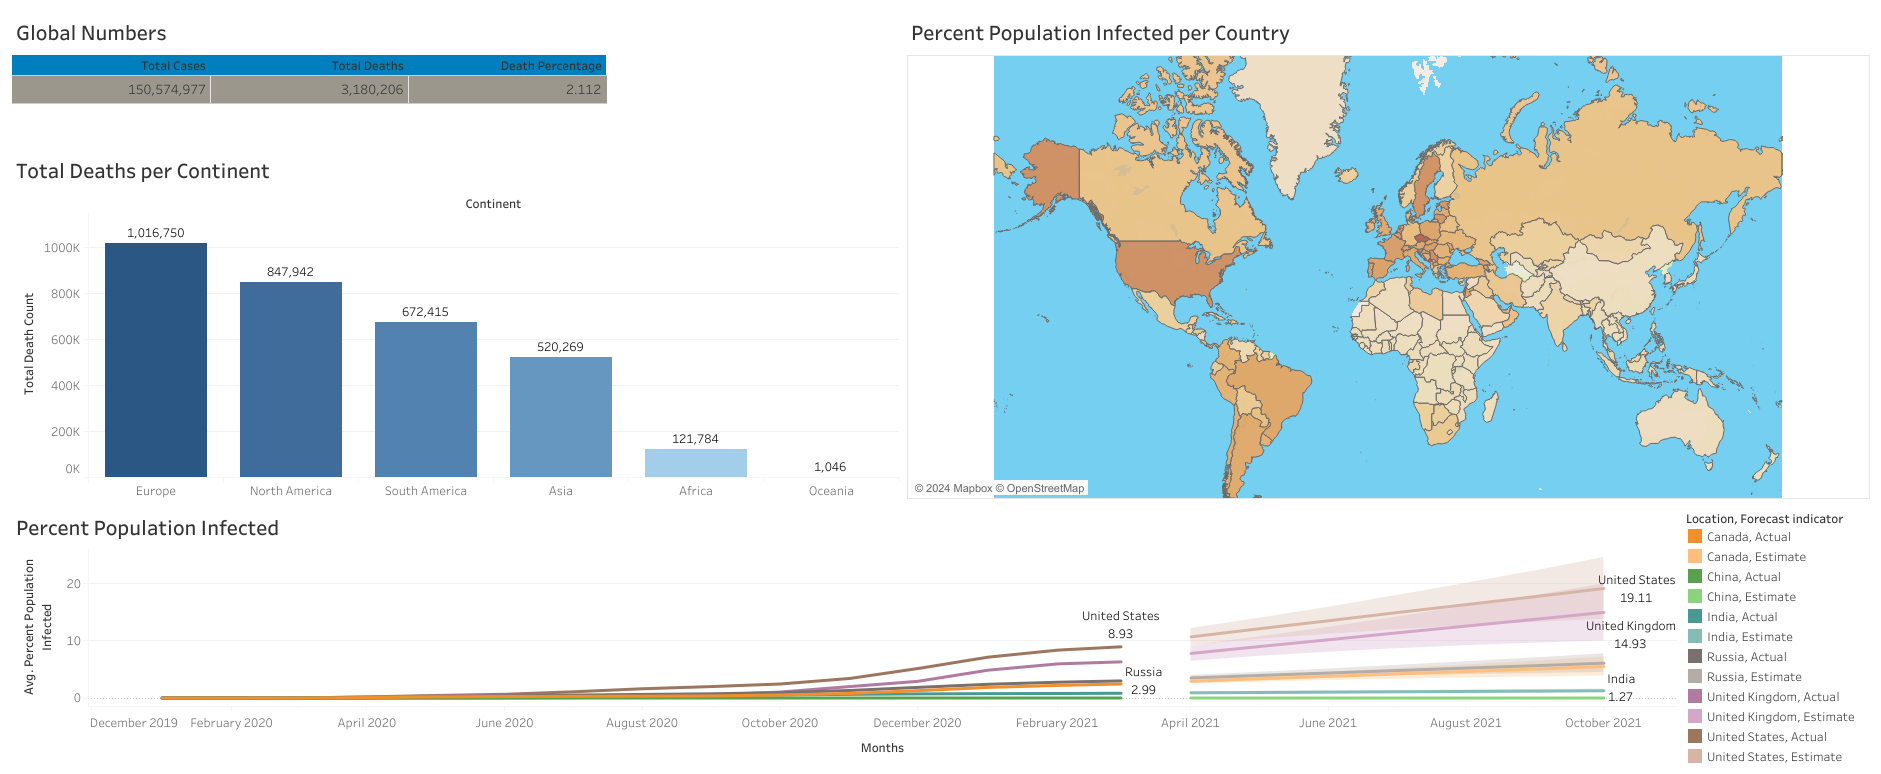 Global Numbers
Total Cases Total Deaths Death Percentage
150,574,977 3,180,206 2.112
Total Deaths per Continent
Continent
Total Death Count
1000K
800K
600K
400K
200K
0K
1,016,750
847,942
672,415
520,269
121,784
1,046
Europe North America South America Asia Africa Oceania
Percent Population Infected per Country
© 2024 Mapbox © OpenStreetMap
Percent Population Infected
Avg. Percent Population
Infected
20
10
0
United States
8.93
Russia
2.99
United States
19.11
United Kingdom
14.93
India
1.27
December 2019 February 2020 April 2020 June 2020 August 2020 October 2020 December 2020 February 2021 April 2021 June 2021 August 2021 October 2021
Months
Location, Forecast indicator
Canada, Actual
Canada, Estimate
China, Actual
China, Estimate
India, Actual
India, Estimate
Russia, Actual
Russia, Estimate
United Kingdom, Actual
United Kingdom, Estimate
United States, Actual
United States, Estimate